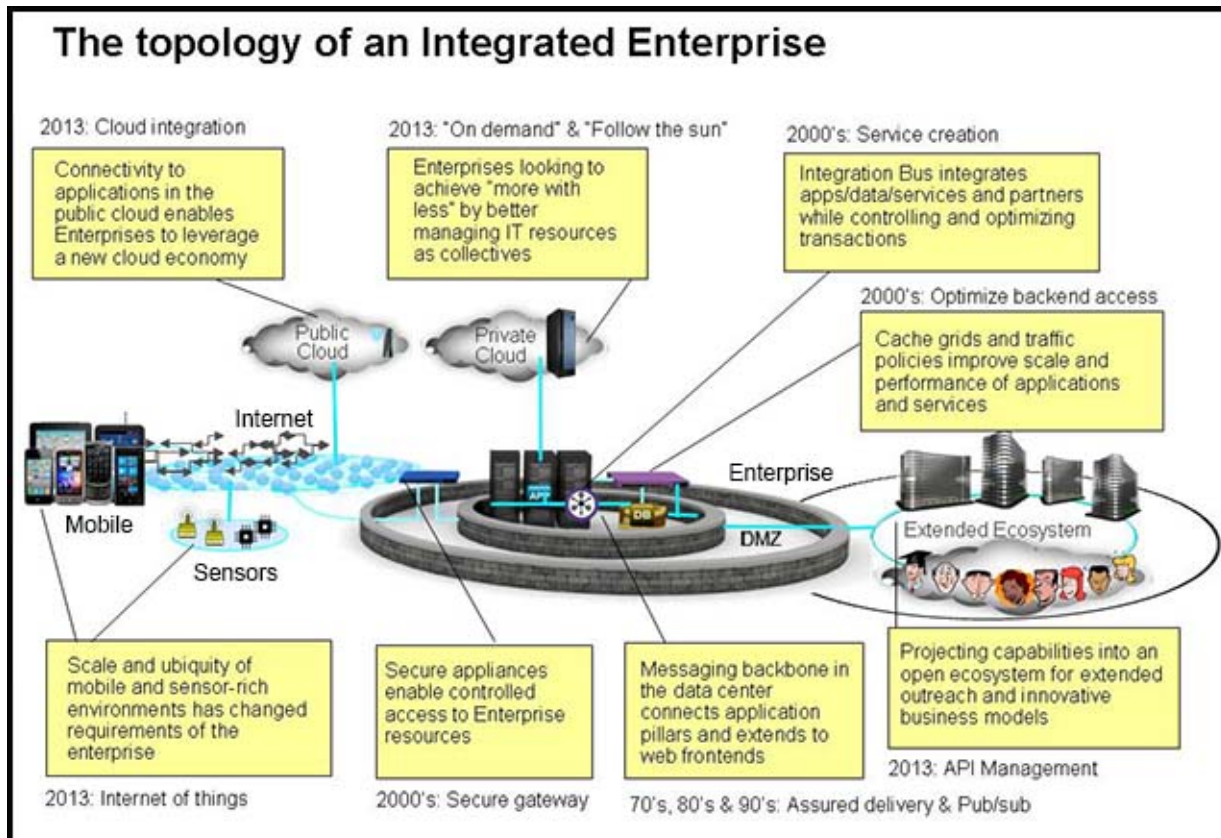 The topology of an Integrated Enterprise
2013: Cloud integration
Connectivity to
applications in the
public cloud enables
Enterprises to leverage
a new cloud economy
2013: "On demand" & "Follow the sun"
Enterprises looking to
achieve "more with
less" by better
managing IT resources
as collectives
2000's: Service creation
Integration Bus integrates
apps/data/services and partners
while controlling and optimizing
transactions
2000's: Optimize backend access
Cache grids and traffic
policies improve scale and
performance of applications
and services
Public
Cloud
Private
Cloud
Internet
Mobile
Sensors
APP
DB
Enterprise
DMZ
Extended Ecosystem
Scale and ubiquity of
mobile and sensor-rich
environments has changed
requirements of the
enterprise
2013: Internet of things
Secure appliances
enable controlled
access to Enterprise
resources
2000's: Secure gateway
Messaging backbone in
the data center
connects application
pillars and extends to
web frontends
70's, 80's & 90's: Assured delivery & Pub/sub
Projecting capabilities into an
open ecosystem for extended
outreach and innovative
business models
2013: API Management